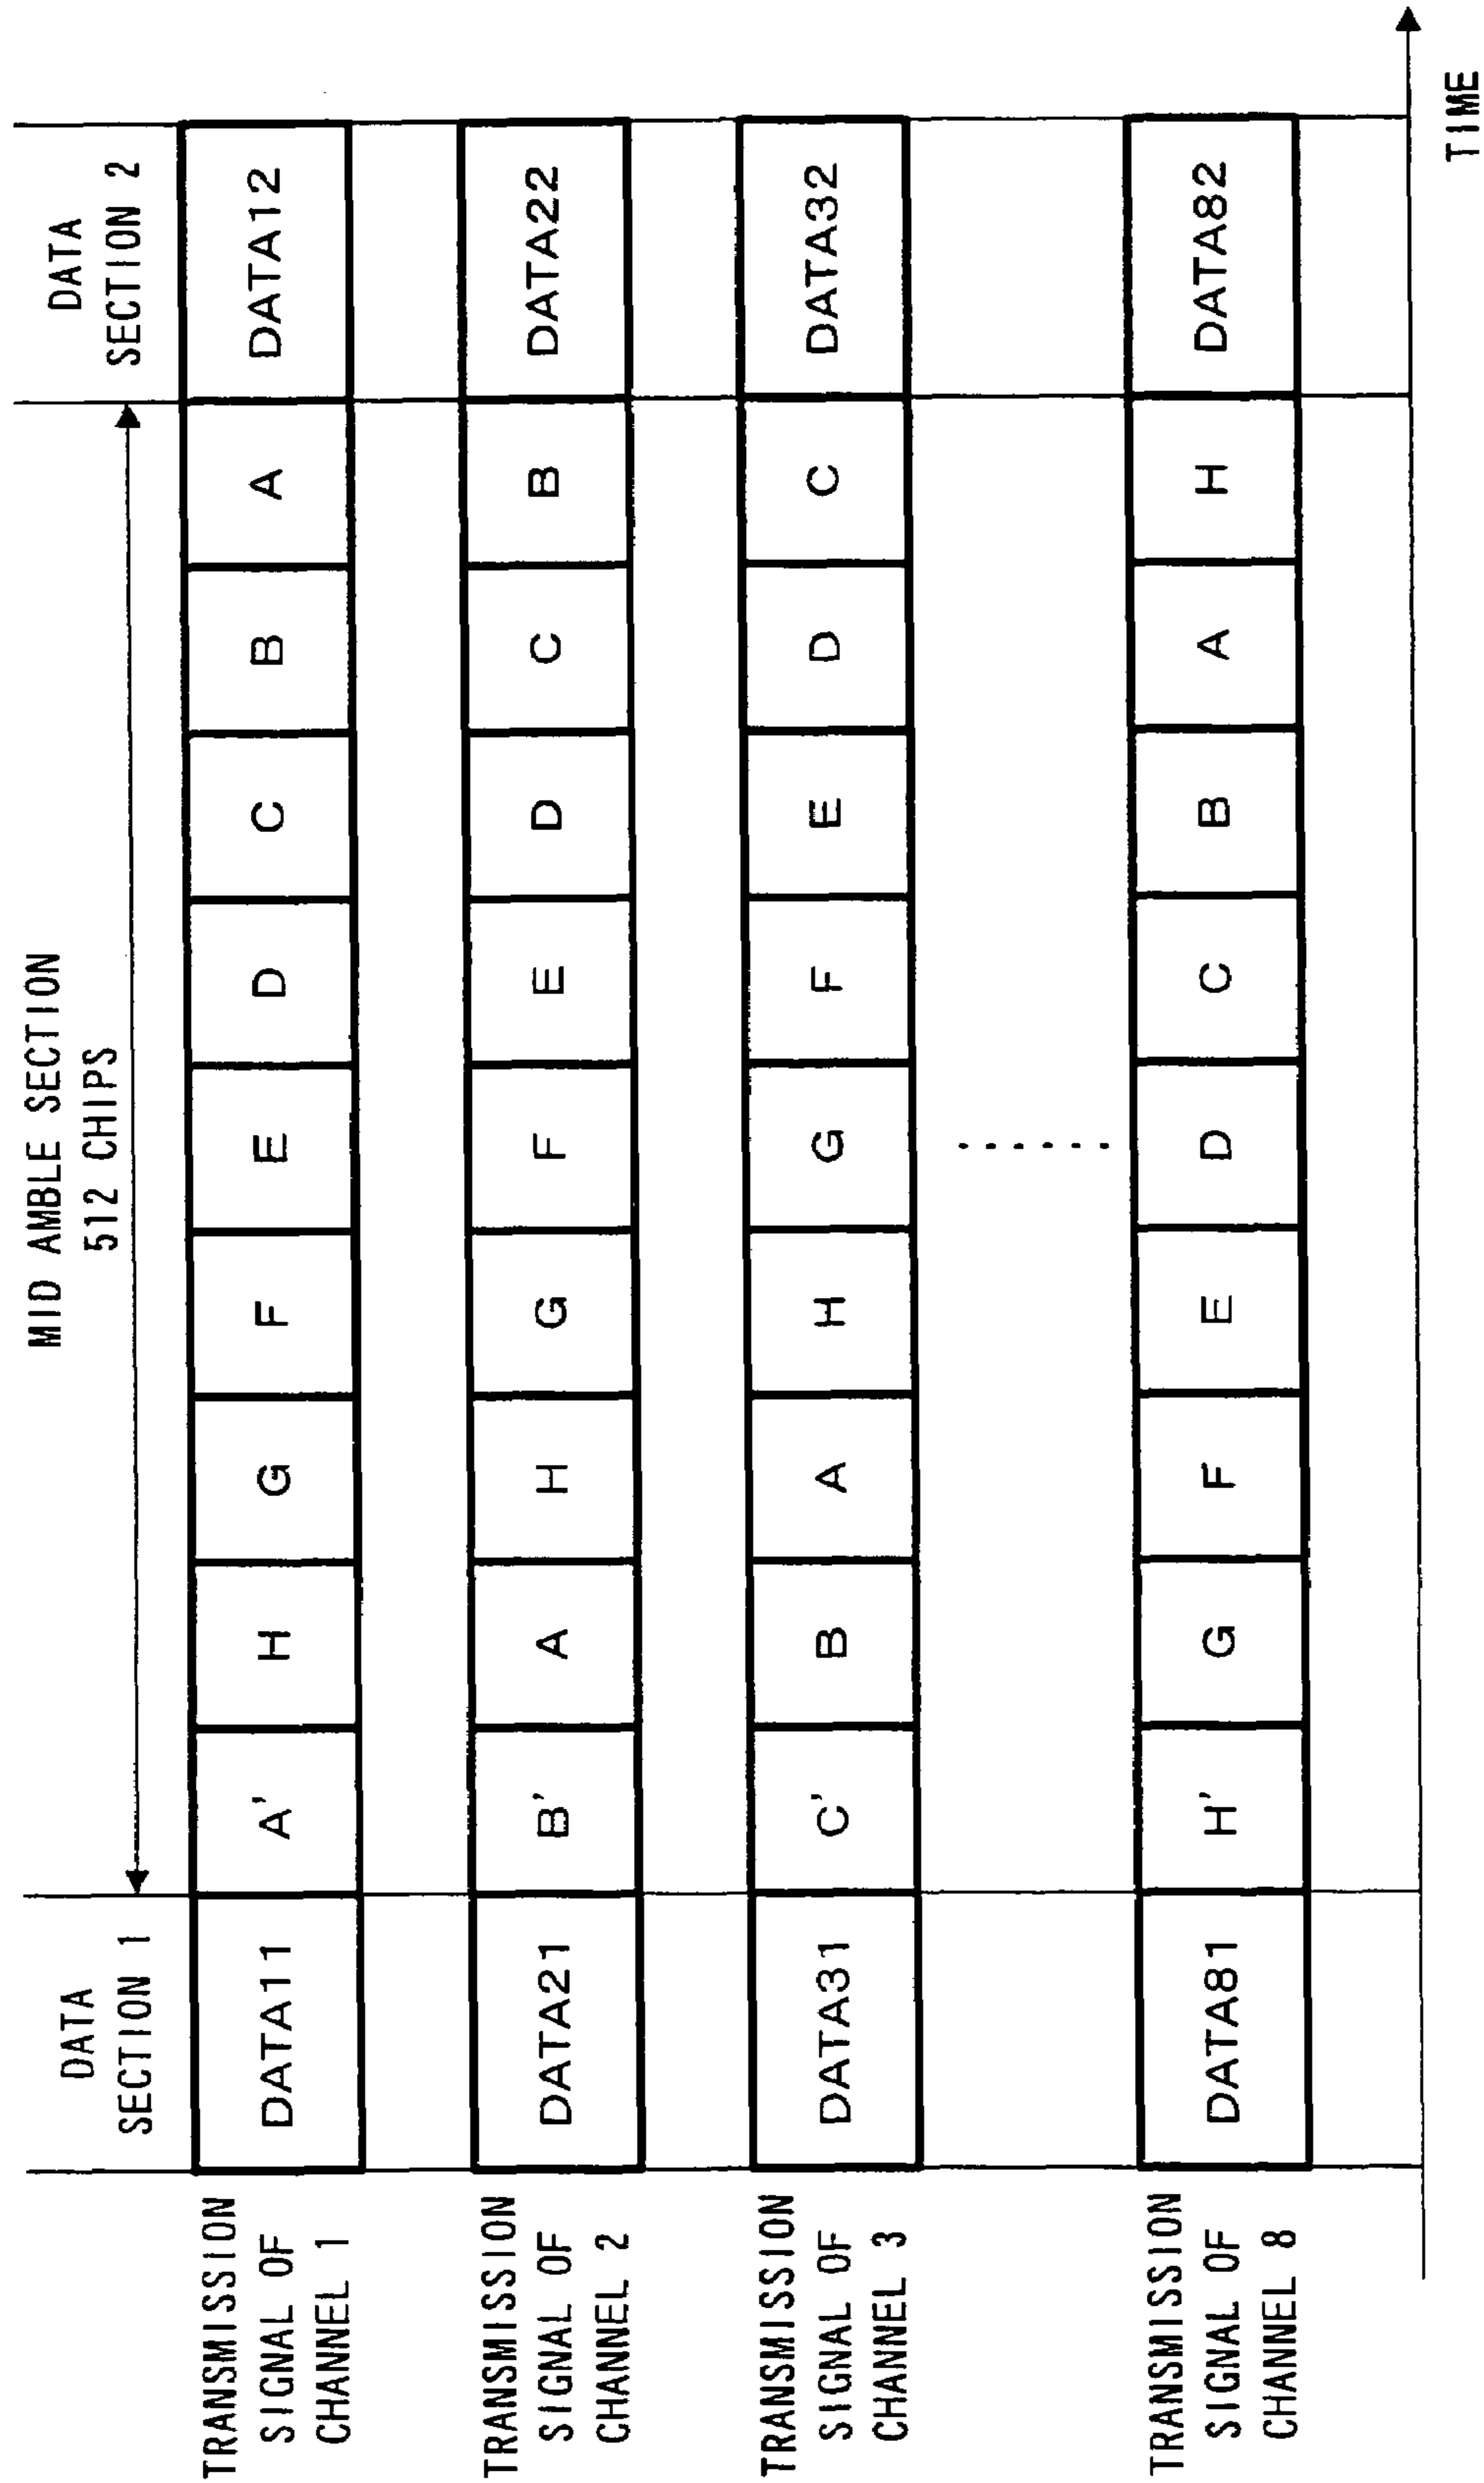 DATA
SECTION 1
MID AMBLE SECTION
512 CHIPS
DATA
SECTION 2
TRANSMISSION
SIGNAL OF
CHANNEL 1
DATA11 A' H G F E D C B A DATA12
TRANSMISSION
SIGNAL OF
CHANNEL 2
DATA21 B' A H G F E D C B DATA22
TRANSMISSION
SIGNAL OF
CHANNEL 3
DATA31 C' B A H G F E D C DATA32
......
TRANSMISSION
SIGNAL OF
CHANNEL 8
DATA81 H' G F E D C B A H DATA82
TIME